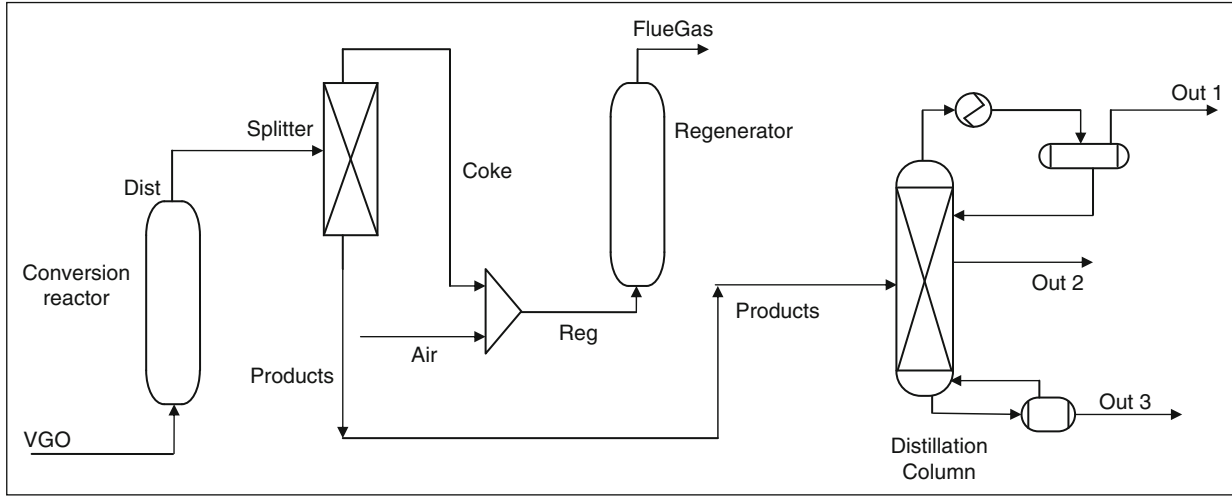 FlueGas
Out 1
Splitter
Regenerator
Coke
Dist
Conversion
reactor
Out 2
Products
Reg
Air
Products
Out 3
VGO
Distillation
Column